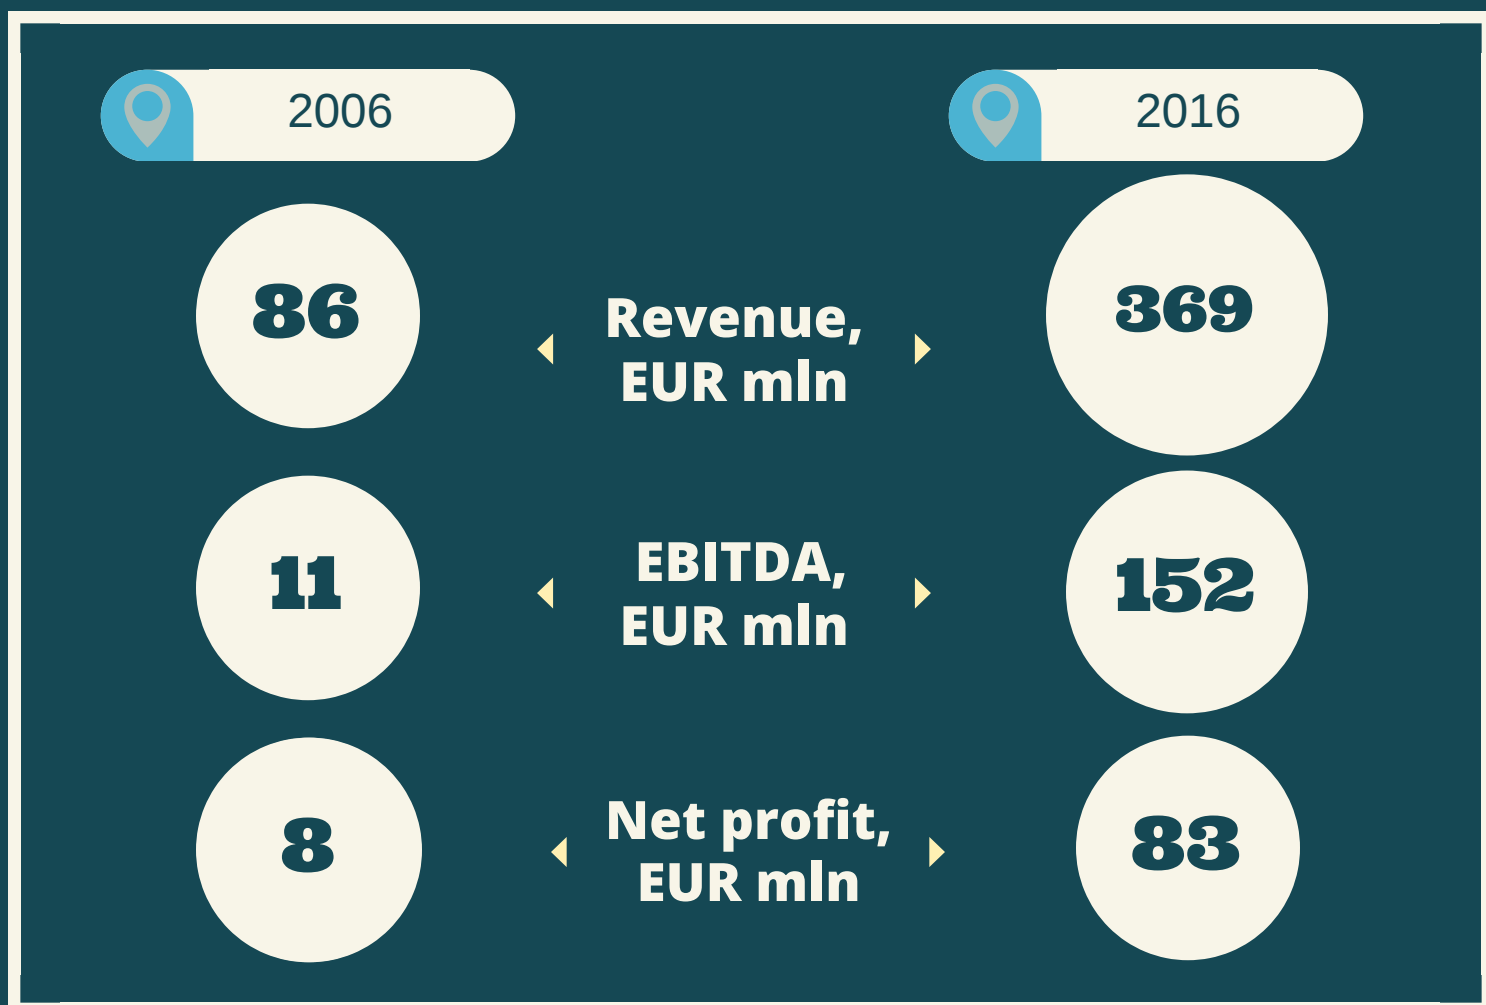 2006
2016
86
Revenue,
EUR mln
369
11
EBITDA,
EUR mln
152
8
Net profit,
EUR mln
83